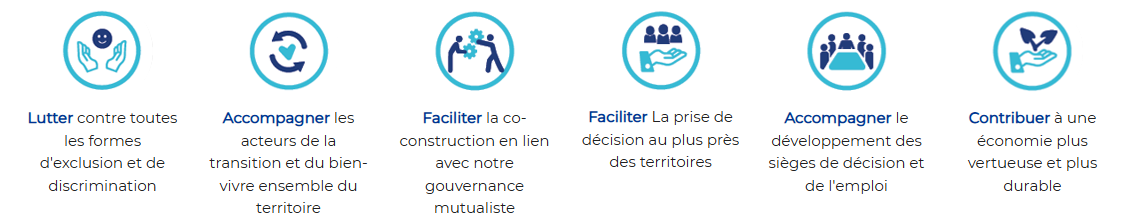 Lutter contre toutes
les formes
d'exclusion et de
discrimination
Accompagner les
acteurs de la
transition et du bien-
vivre ensemble du
territoire
Faciliter la co-
construction en lien
avec notre
gouvernance
mutualiste
Faciliter La prise de
décision au plus près
des territoires
Accompagner le
développement des
sièges de décision et
de l'emploi
Contribuer à une
économie plus
vertueuse et plus
durable